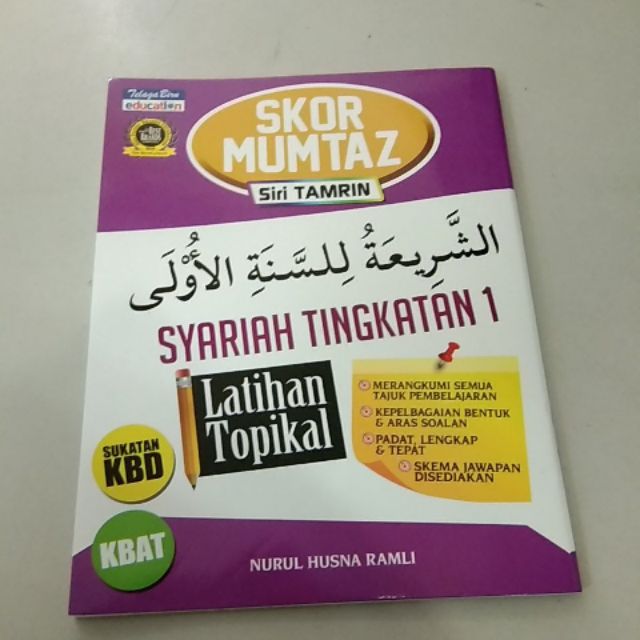 Telaga Biru
education
SKOR
MUMTAZ
Siri TAMRIN
الشَّرِيعَةُ لِلسَّنَةِ الأُوْلَى
SYARIAH TINGKATAN 1
Latihan
Topikal
MERANGKUMI SEMUA
TAJUK PEMBELAJARAN
KEPELBAGAIAN BENTUK
& ARAS SOALAN
PADAT, LENGKAP
& TEPAT
SKEMA JAWAPAN
DISEDIAKAN
SUKATAN
KBD
KBAT
NURUL HUSNA RAMLI